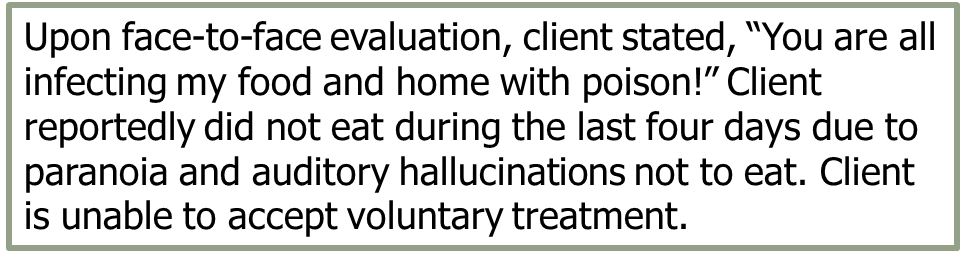 Upon face-to-face evaluation, client stated, “You are all
infecting my food and home with poison!” Client
reportedly did not eat during the last four days due to
paranoia and auditory hallucinations not to eat. Client
is unable to accept voluntary treatment.